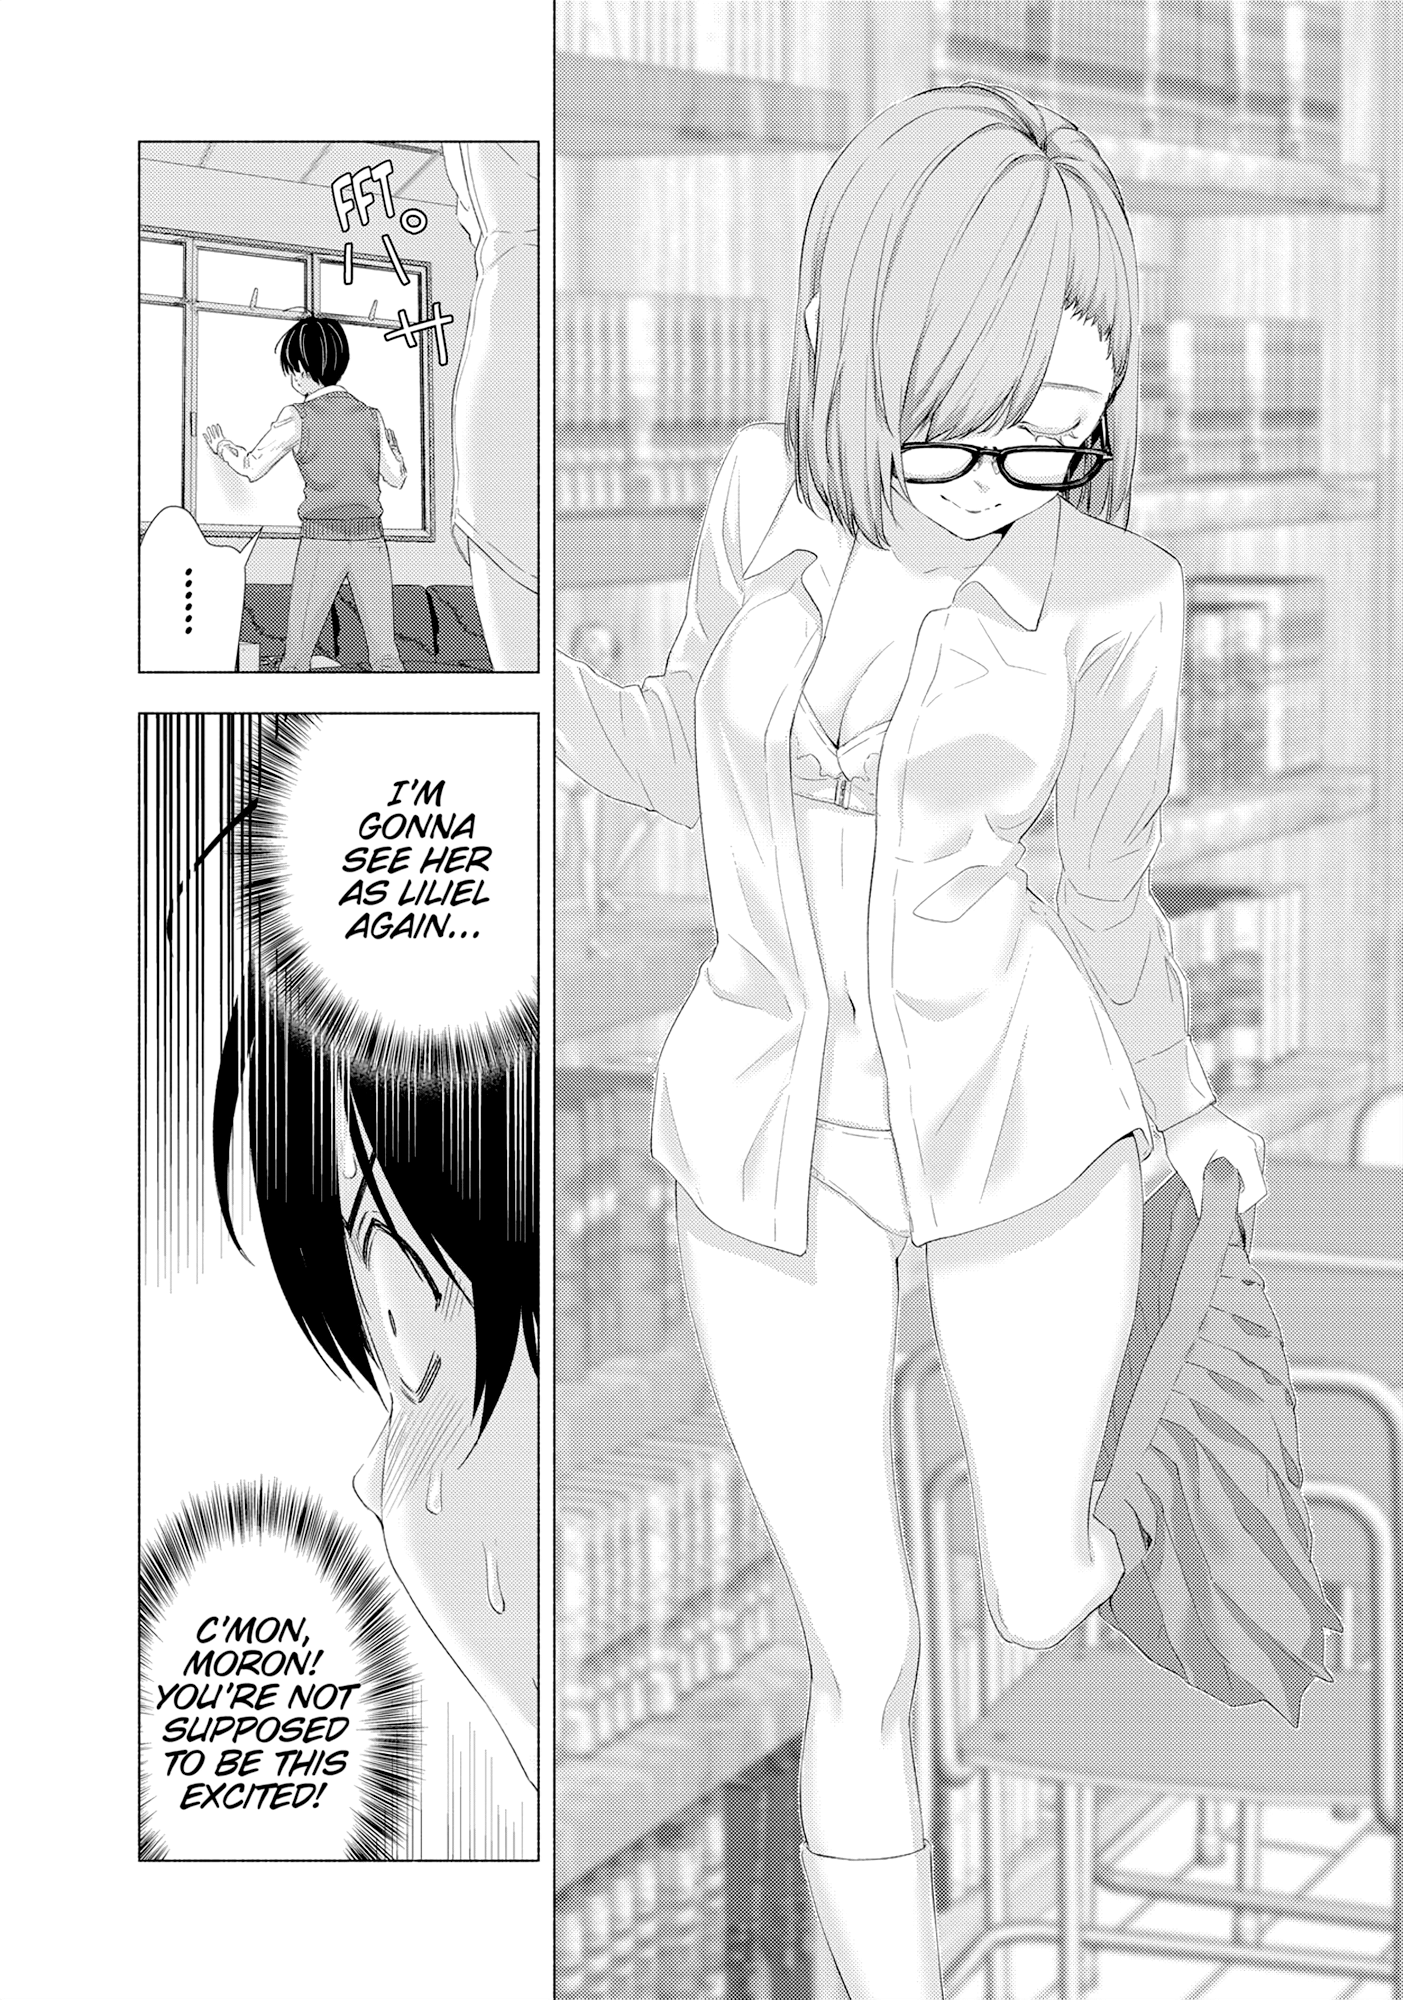 FFT
......
I'M
GONNA
SEE HER
AS LILIEL
AGAIN...
C'MON,
MORON!
YOU'RE NOT
SUPPOSED
TO BE THIS
EXCITED!